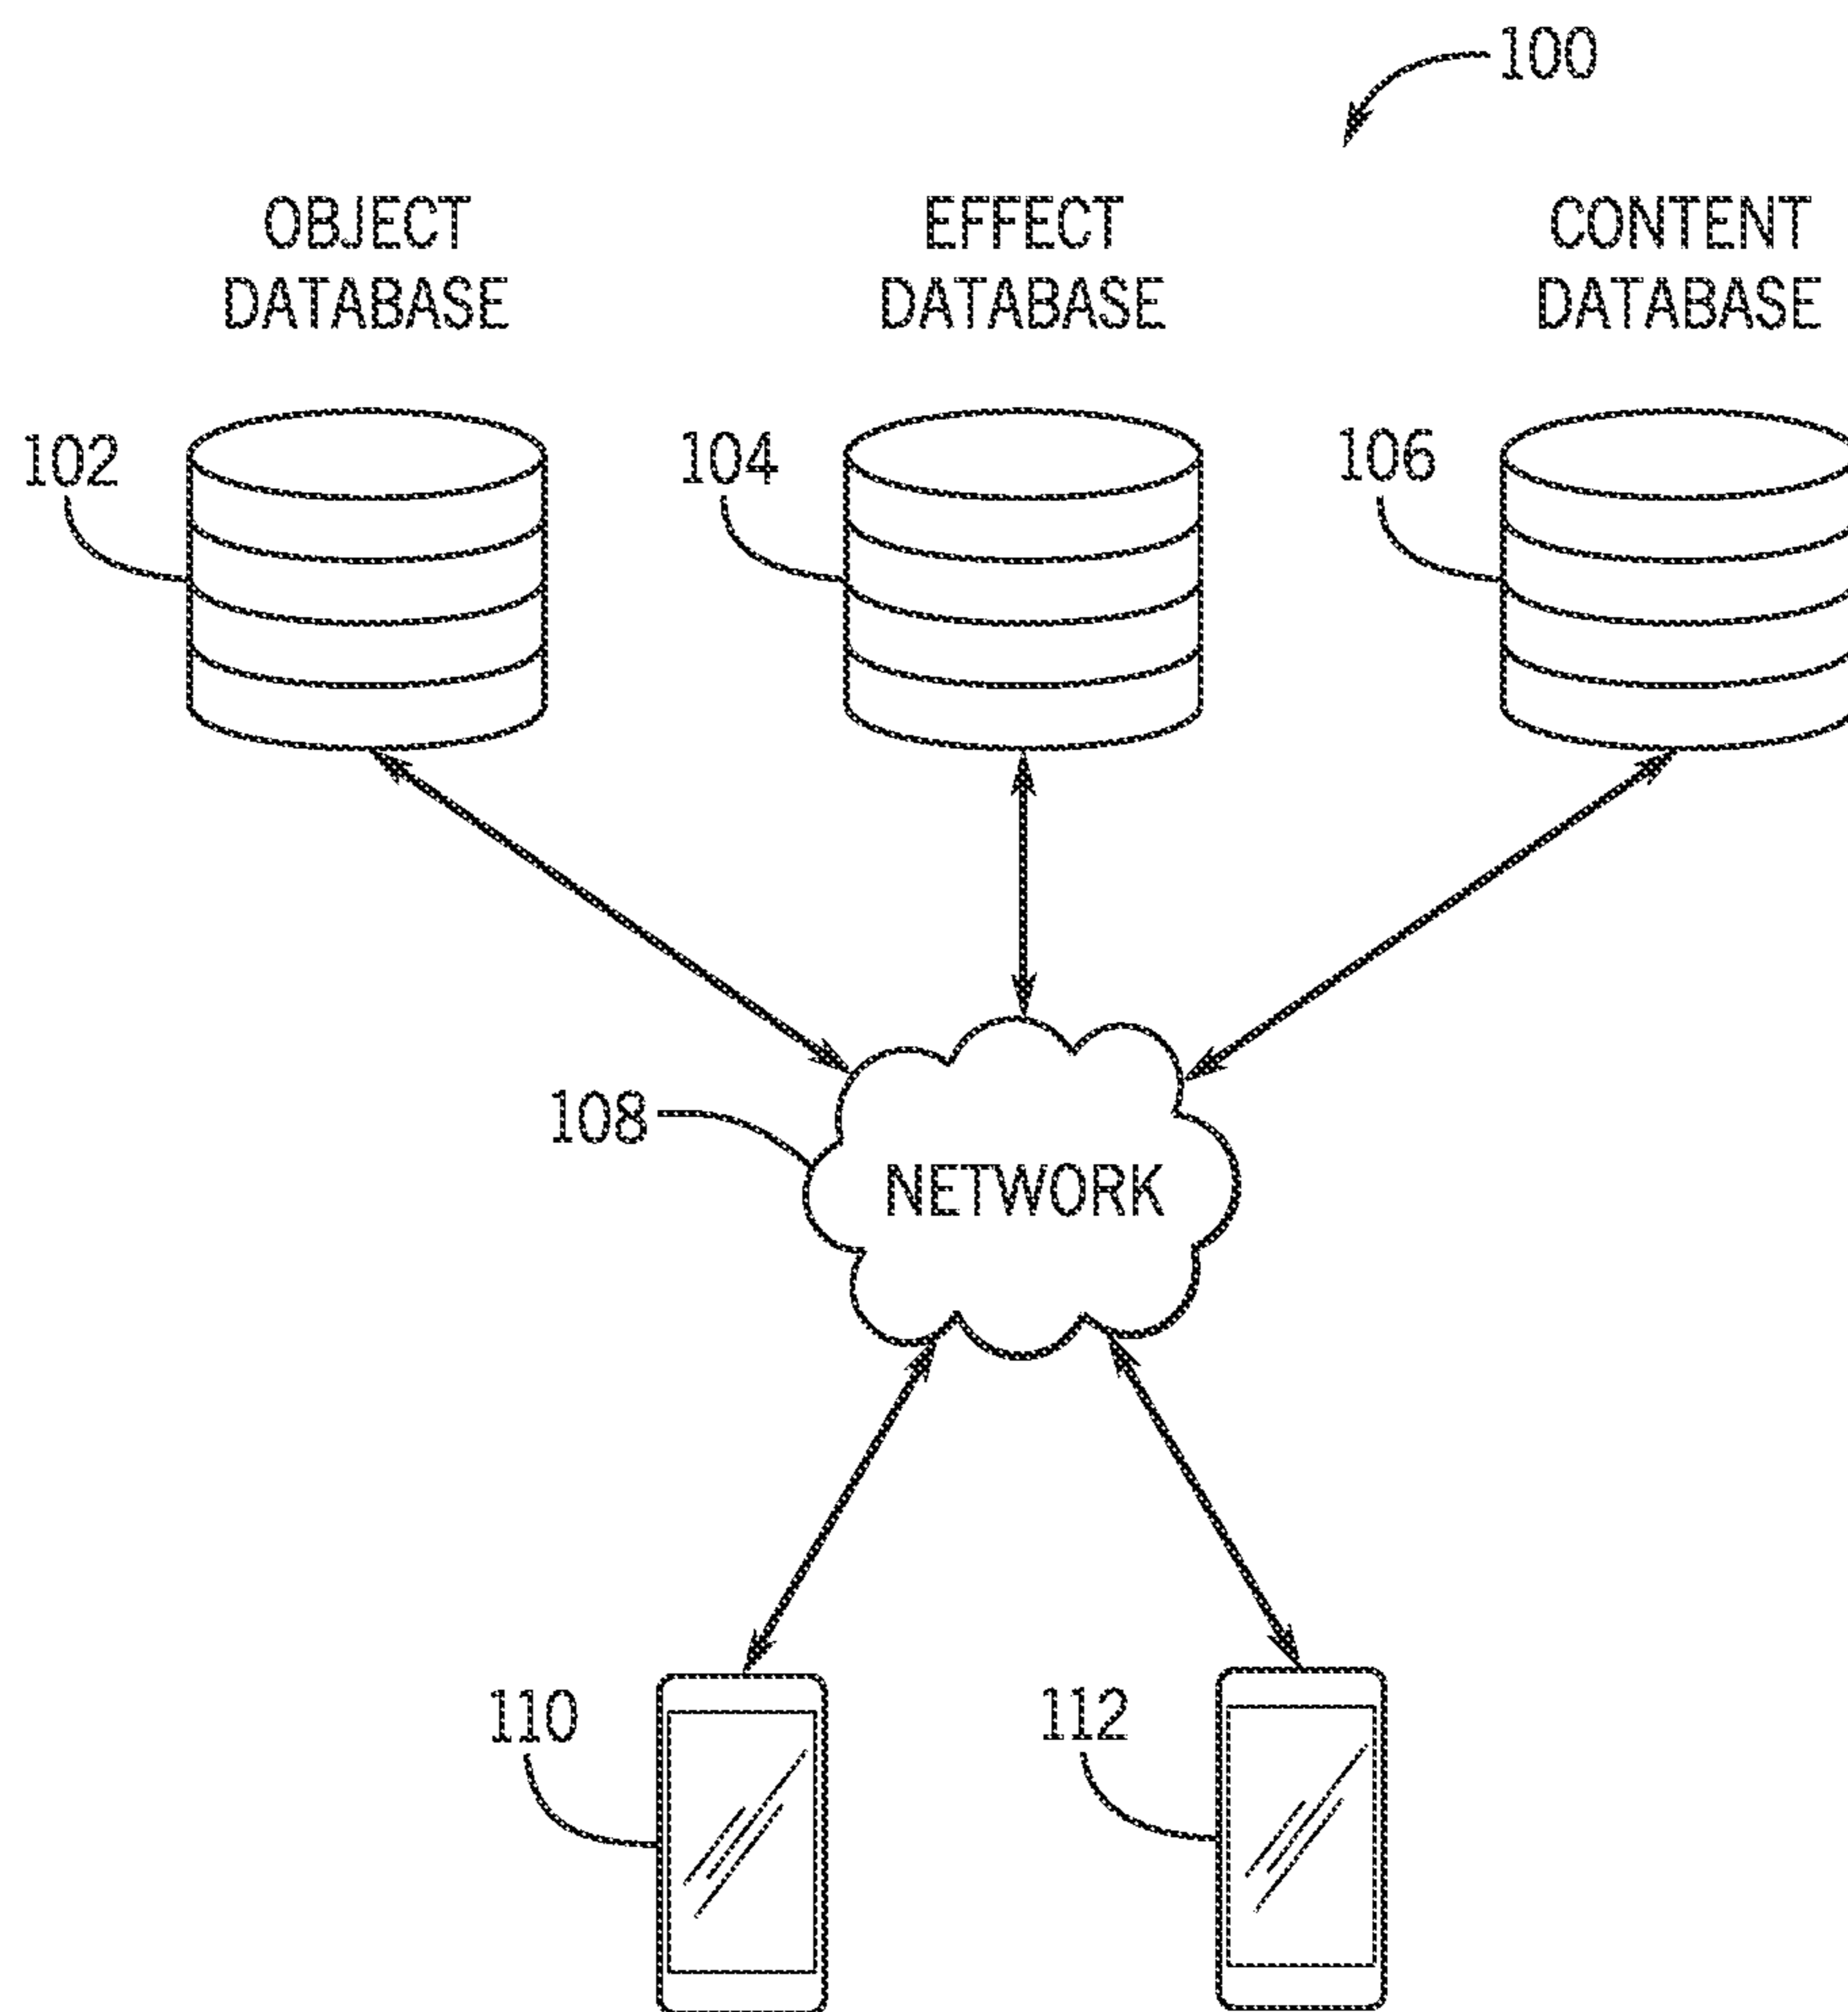 100
OBJECT
DATABASE
EFFECT
DATABASE
CONTENT
DATABASE
102
104
106
108
NETWORK
110
112